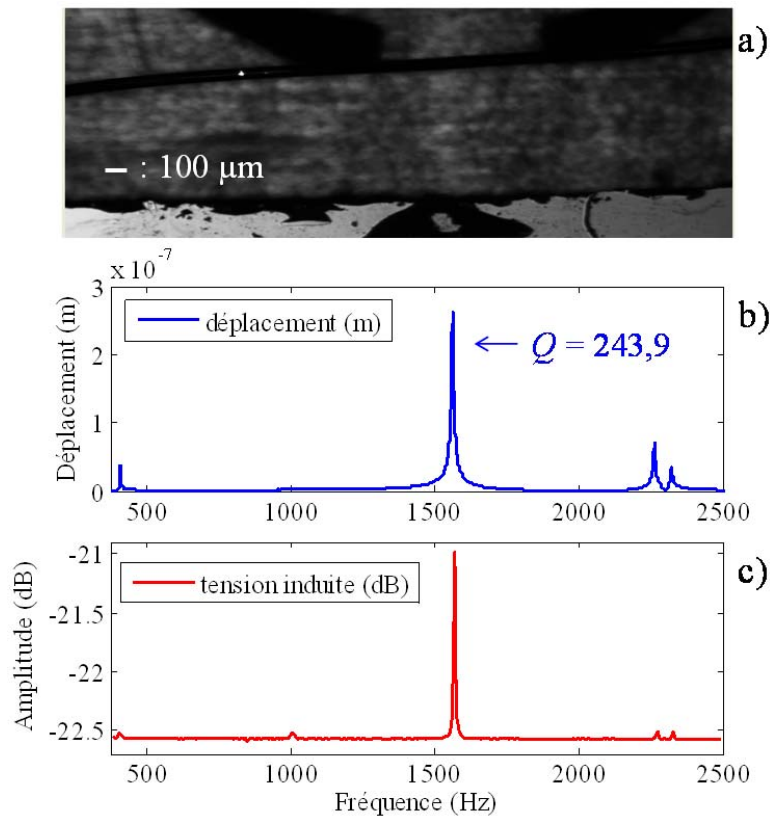 a)
: 100 µm
x 10-7
b)
3
déplacement (m)
Q = 243,9
2
1
0
Déplacement (m)
500
1000
1500
2000
2500
c)
-21
tension induite (dB)
-21.5
-22
-22.5
Amplitude (dB)
500
1000
1500
2000
2500
Fréquence (Hz)